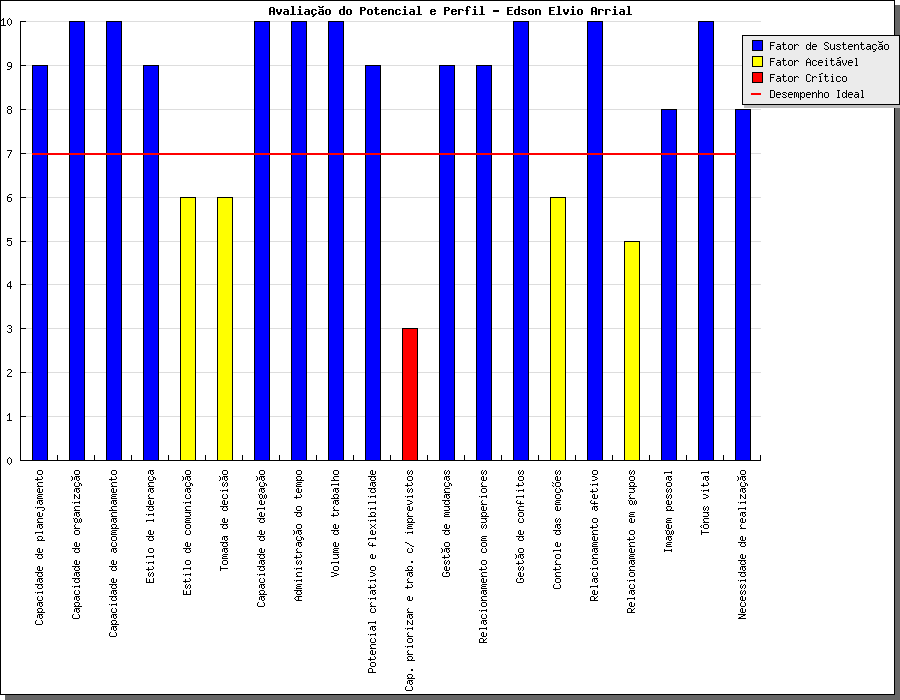 Avaliação do Potencial e Perfil - Edson Elvio Arrial
10
9
8
7
6
5
4
3
2
1
0
Fator de Sustentação
Fator Aceitável
Fator Crítico
Desempenho Ideal
Capacidade de planejamento
Capacidade de organização
Capacidade de acompanhamento
Estilo de liderança
Estilo de comunicação
Tomada de decisão
Capacidade de delegação
Administração do tempo
Volume de trabalho
Potencial criativo e flexibilidade
Cap. priorizar e trab. c/ imprevistos
Gestão de mudanças
Relacionamento com superiores
Gestão de conflitos
Controle das emoções
Relacionamento afetivo
Relacionamento em grupos
Imagem pessoal
Tônus vital
Necessidade de realização